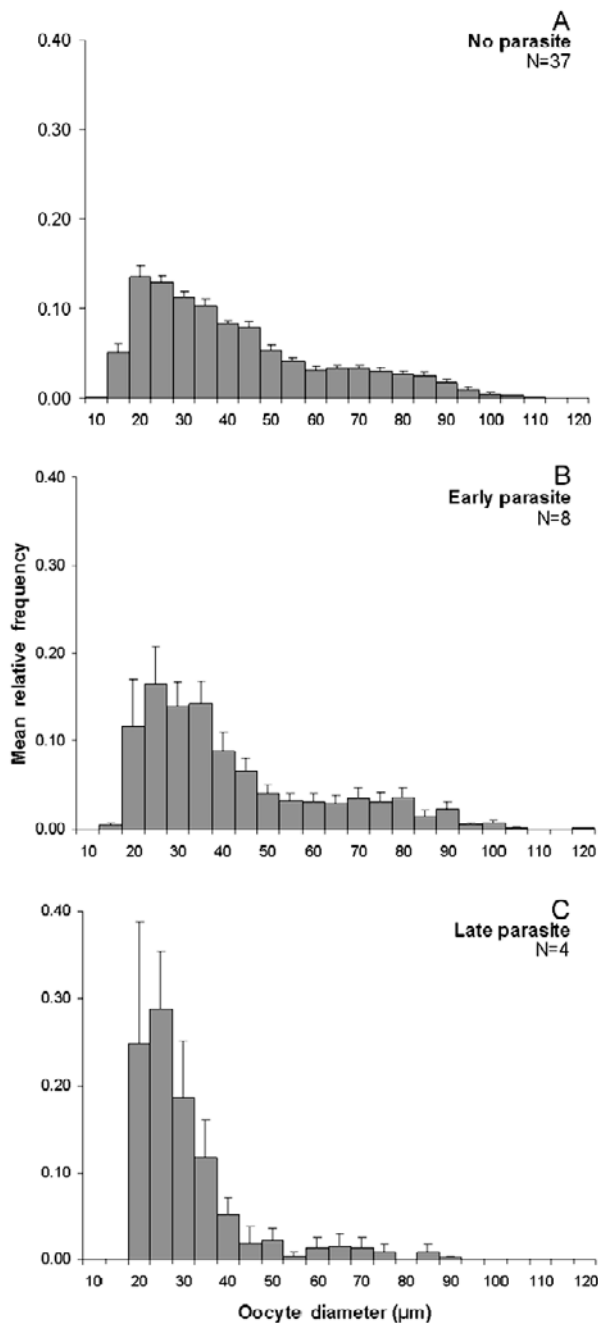 A
No parasite
N=37
0.40
0.30
0.20
0.10
0.00
10 20 30 40 50 60 70 80 90 100 110 120
B
Early parasite
N=8
0.40
0.30
0.20
0.10
0.00
10 20 30 40 50 60 70 80 90 100 110 120
Mean relative frequency
C
Late parasite
N=4
0.40
0.30
0.20
0.10
0.00
10 20 30 40 50 60 70 80 90 100 110 120
Oocyte diameter (µm)